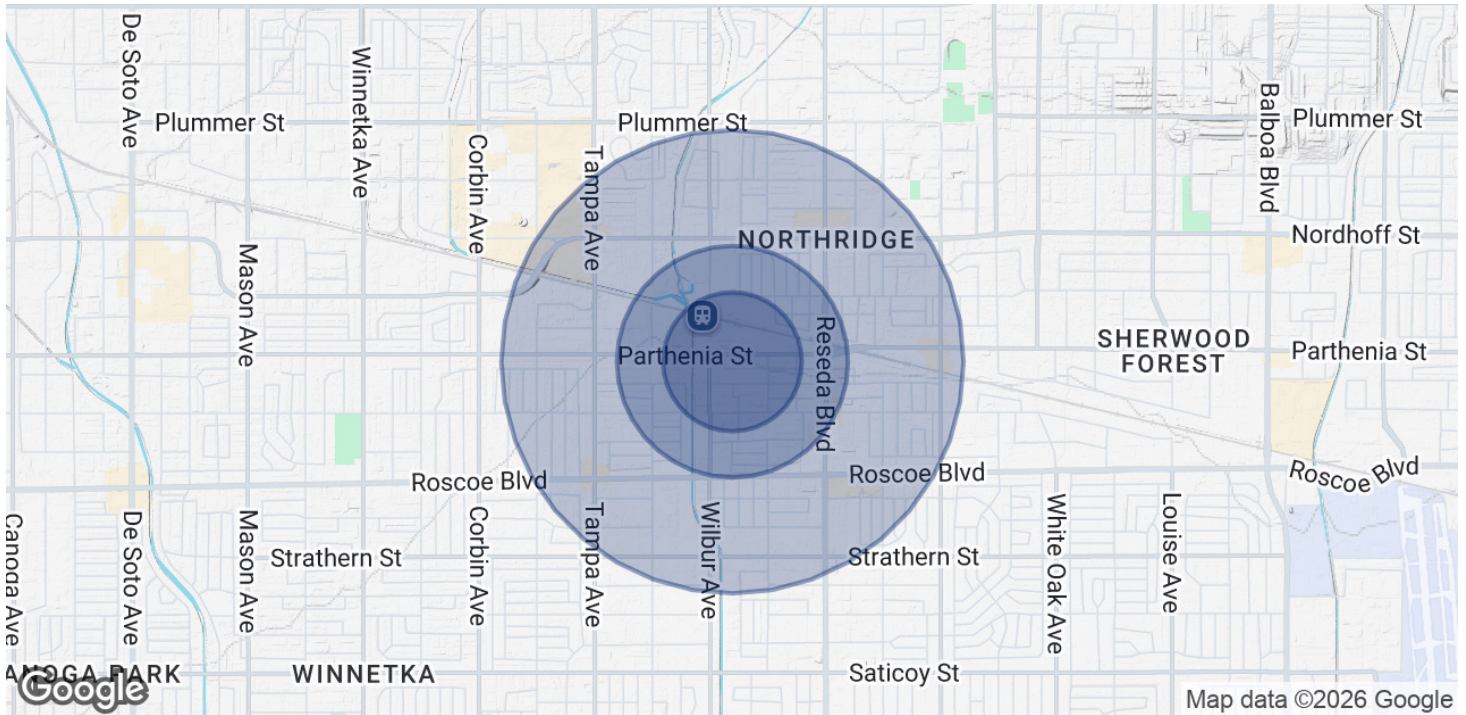 De Soto Ave
Winnetka Ave
Plummer St
Plummer St
Balboa Blvd
Plummer St
Corbin Ave
Tampa Ave
NORTHRIDGE
Nordhoff St
Mason Ave
Reseda Blvd
Parthenia St
SHERWOOD
FOREST
Parthenia St
Roscoe Blvd
Roscoe Blvd
Roscoe Blvd
Canoga Ave
De Soto Ave
Mason Ave
Corbin Ave
Tampa Ave
Wilbur Ave
White Oak Ave
Louise Ave
Strathern St
Strathern St
ANOGA PARK
WINNETKA
Saticoy St
Google
Map data ©2026 Google